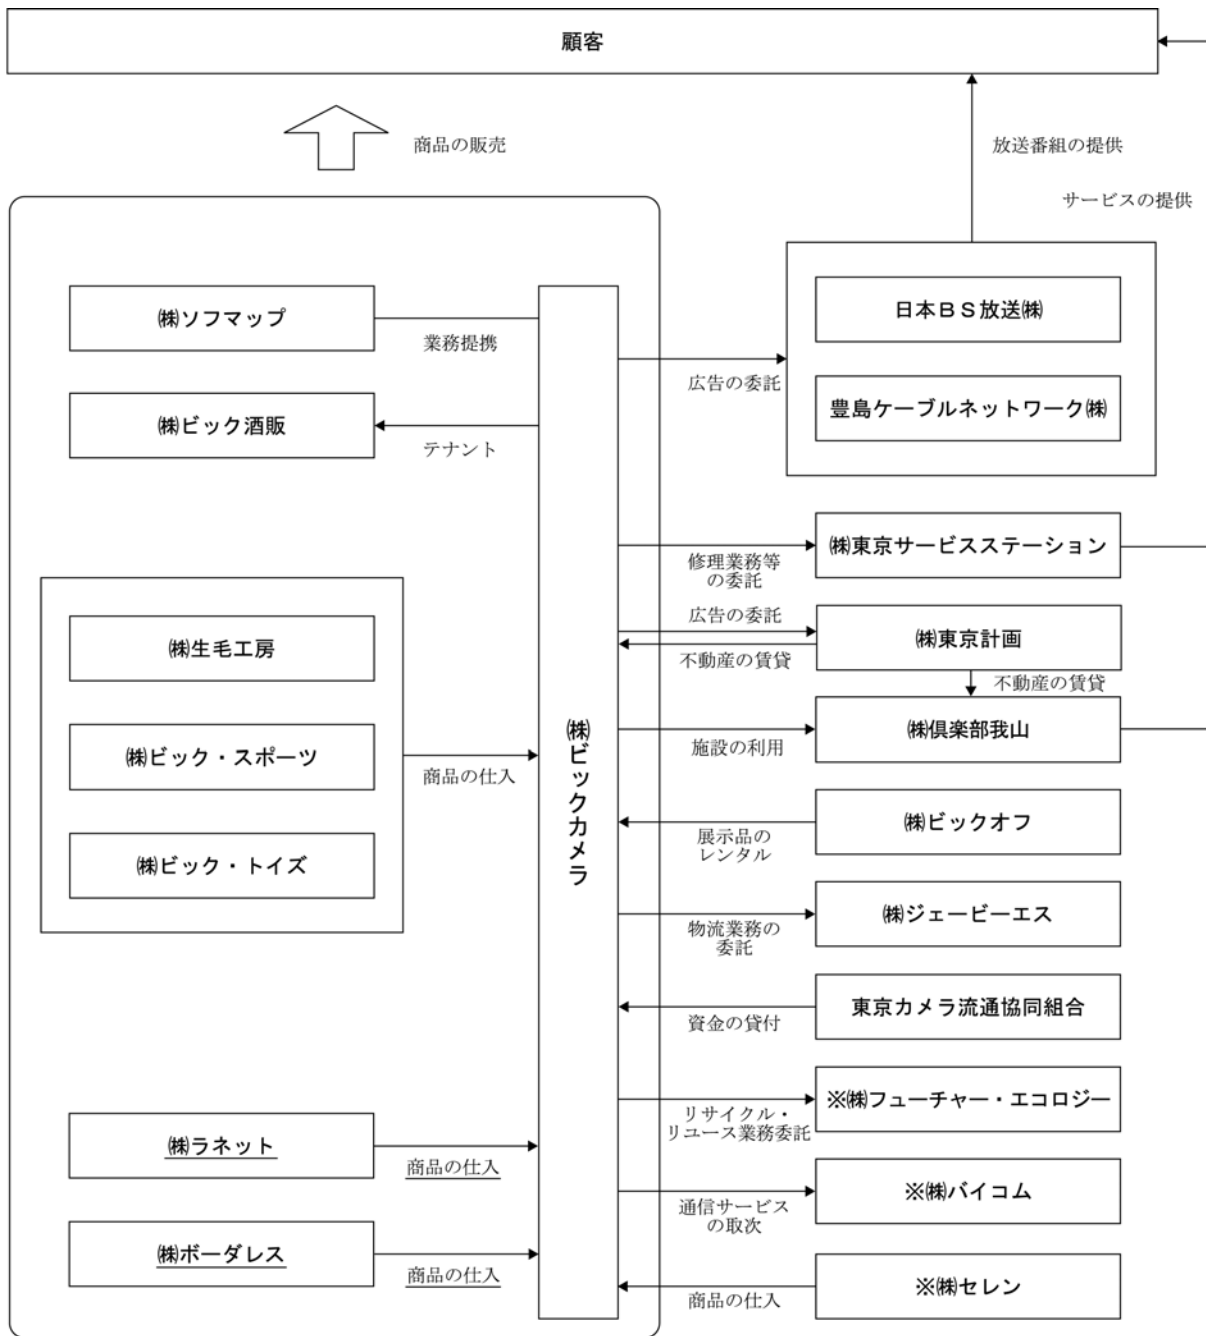 顧客
商品の販売
放送番組の提供
サービスの提供
㈱ソフマップ
業務提携
㈱ビック酒販
テナント
㈱生毛工房
㈱ビック・スポーツ
㈱ビック・トイズ
商品の仕入
㈱ラネット
商品の仕入
㈱ボーダレス
商品の仕入
㈱ビックカメラ
日本ＢＳ放送㈱
豊島ケーブルネットワーク㈱
広告の委託
㈱東京サービスステーション
修理業務等
の委託
広告の委託
㈱東京計画
不動産の賃貸
不動産の賃貸
㈱倶楽部我山
施設の利用
㈱ビックオフ
展示品の
レンタル
㈱ジェービーエス
物流業務の
委託
東京カメラ流通協同組合
資金の貸付
※㈱フューチャー・エコロジー
リサイクル・
リユース業務委託
※㈱バイコム
通信サービス
の取次
※㈱セレン
商品の仕入